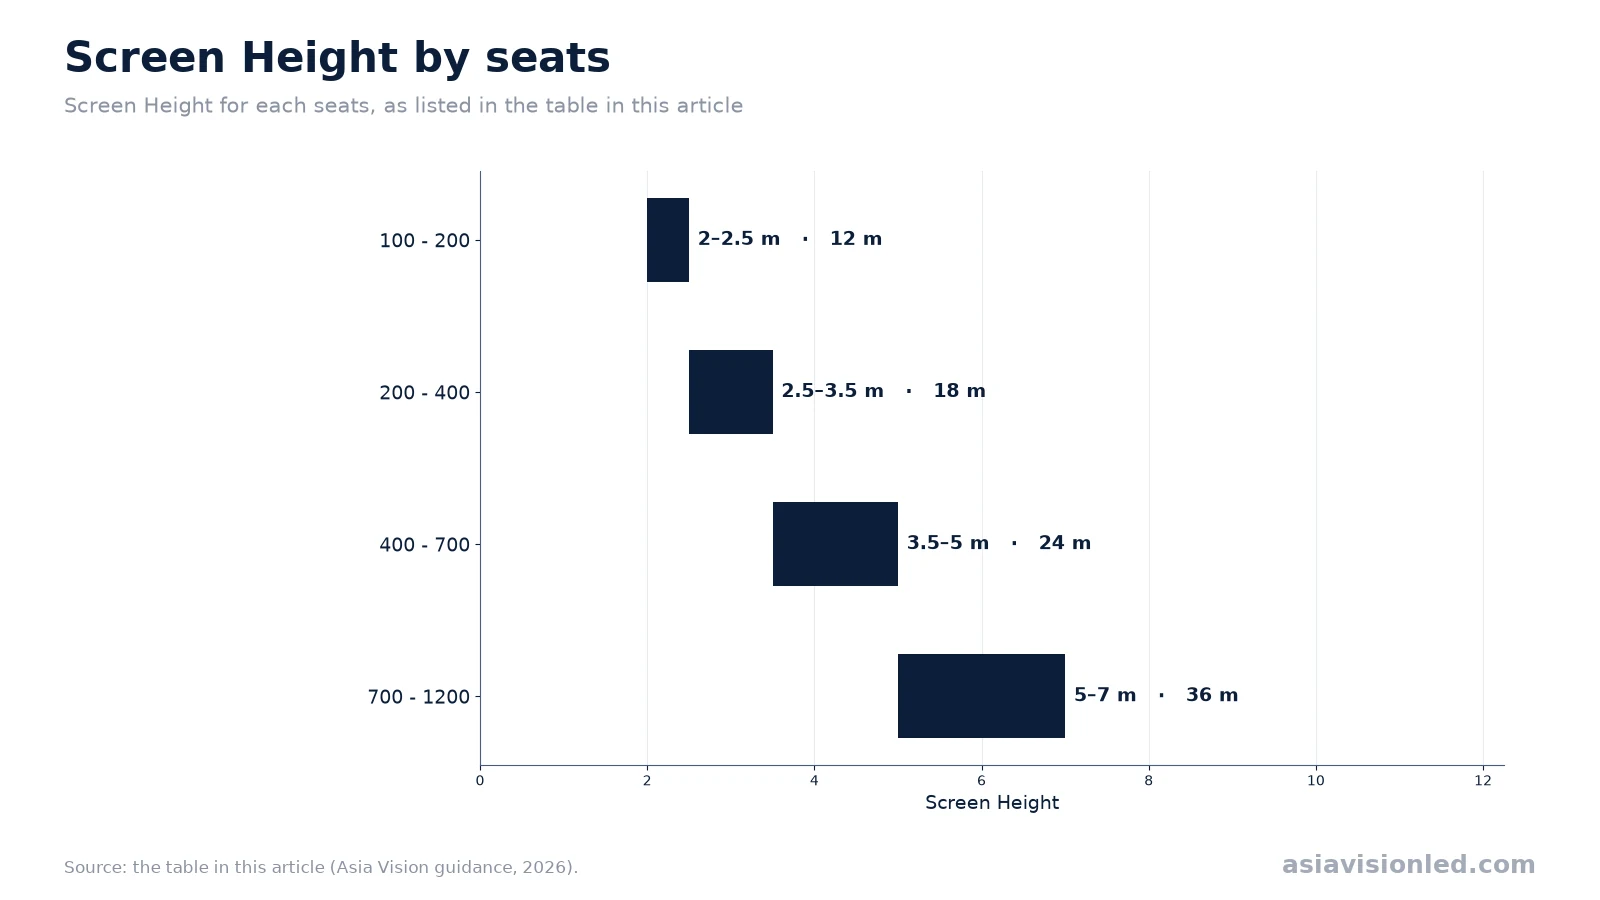 Screen Height by seats
Screen Height for each seats, as listed in the table in this article
100 - 200
2–2.5 m · 12 m
200 - 400
2.5–3.5 m · 18 m
400 - 700
3.5–5 m · 24 m
700 - 1200
5–7 m · 36 m
0 2 4 6 8 10 12
Screen Height
Source: the table in this article (Asia Vision guidance, 2026).
asiavisionled.com